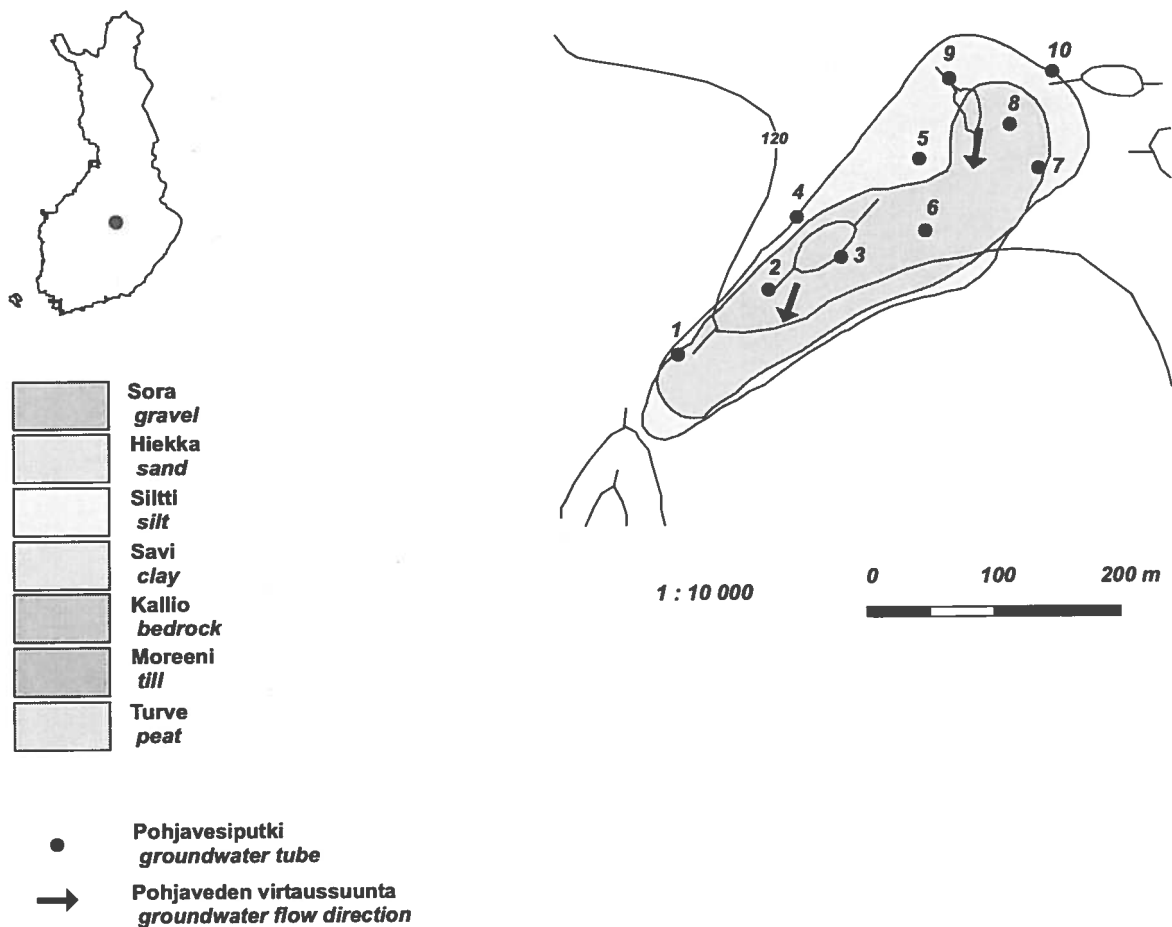 9
10
8
120
5
7
4
6
3
2
1
Sora
gravel
Hiekka
sand
Siltti
silt
Savi
clay
Kallio
bedrock
Moreeni
till
Turve
peat
1 : 10 000
0 100 200 m
Pohjavesiputki
groundwater tube
Pohjaveden virtaussuunta
groundwater flow direction